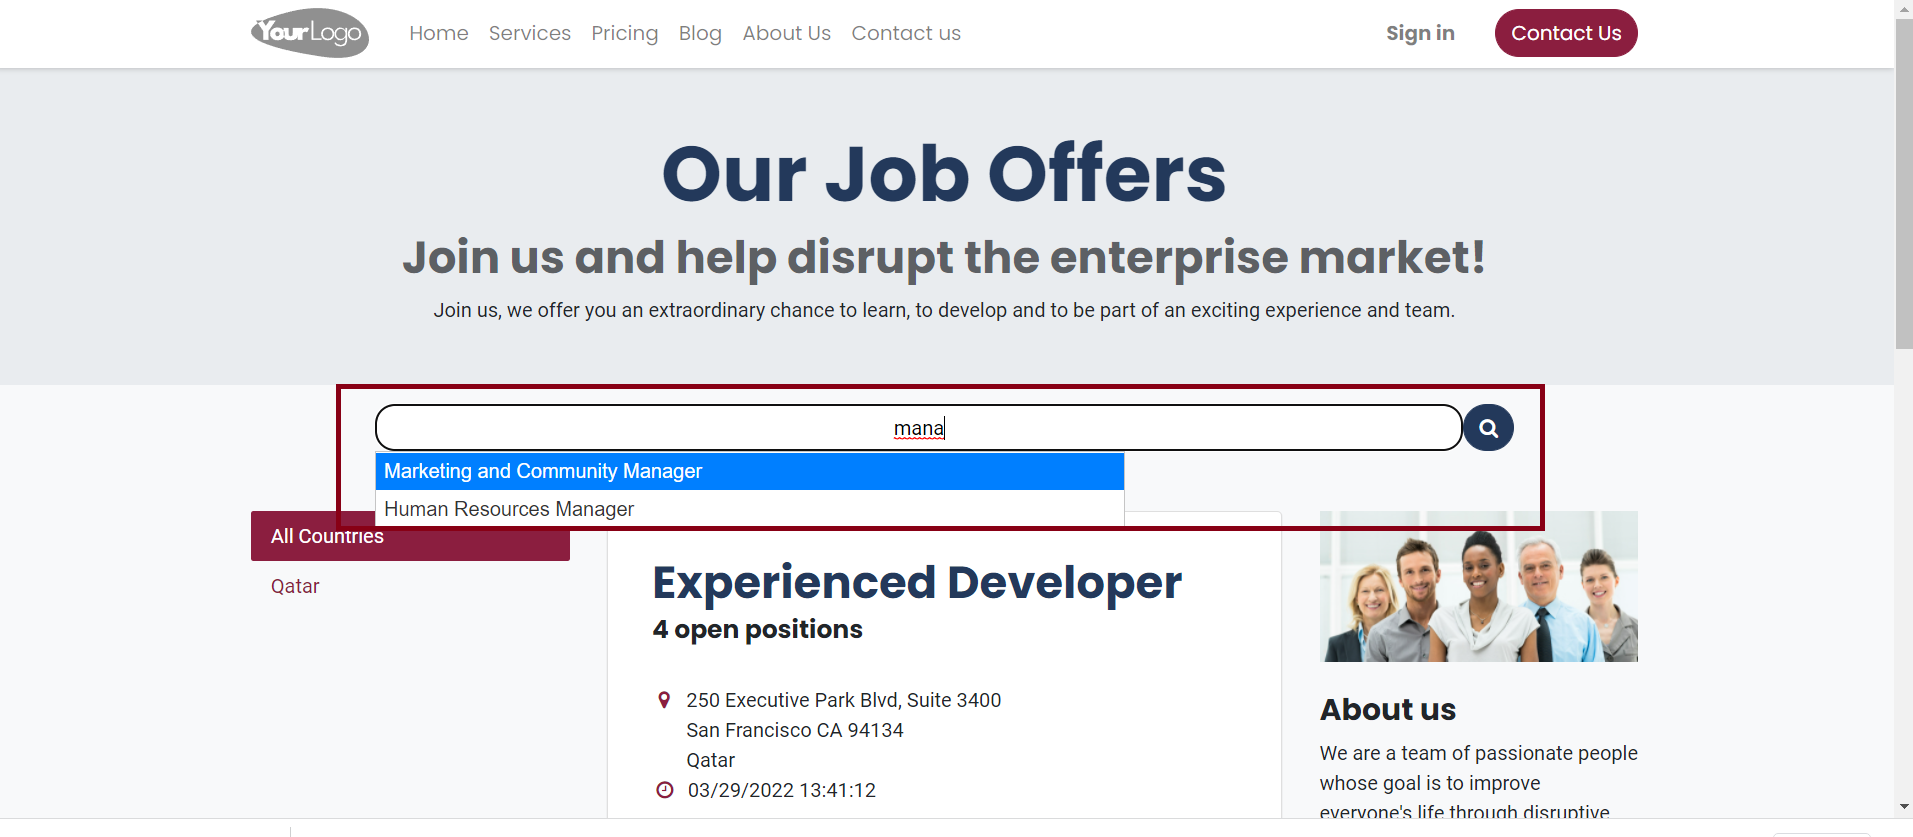 YourLogo
Home Services Pricing Blog About Us Contact us
Sign in
Contact Us
Our Job Offers
Join us and help disrupt the enterprise market!
Join us, we offer you an extraordinary chance to learn, to develop and to be part of an exciting experience and team.
mana
Marketing and Community Manager
Human Resources Manager
All Countries
Qatar
Experienced Developer
4 open positions
250 Executive Park Blvd, Suite 3400
San Francisco CA 94134
Qatar
03/29/2022 13:41:12
About us
We are a team of passionate people
whose goal is to improve
everyone's life through disruptive